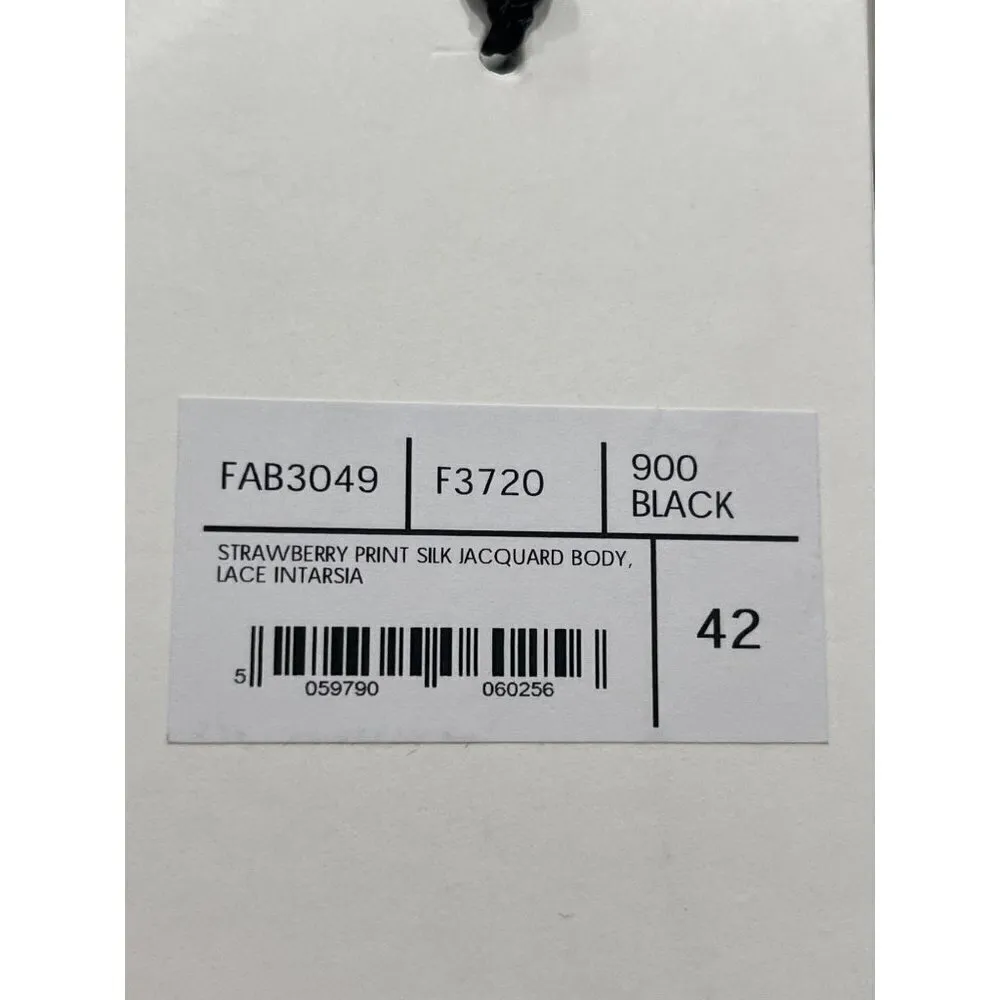 FAB3049
F3720
900
BLACK
STRAWBERRY PRINT SILK JACQUARD BODY,
LACE INTARSIA
42
5 059790 060256